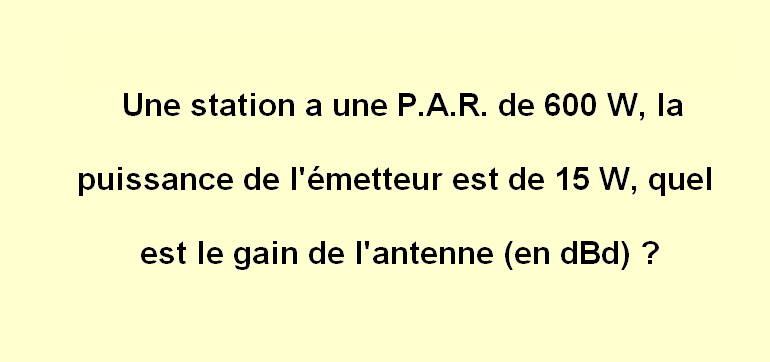 Une station a une P.A.R. de 600 W, la
puissance de l'émetteur est de 15 W, quel
est le gain de l'antenne (en dBd) ?